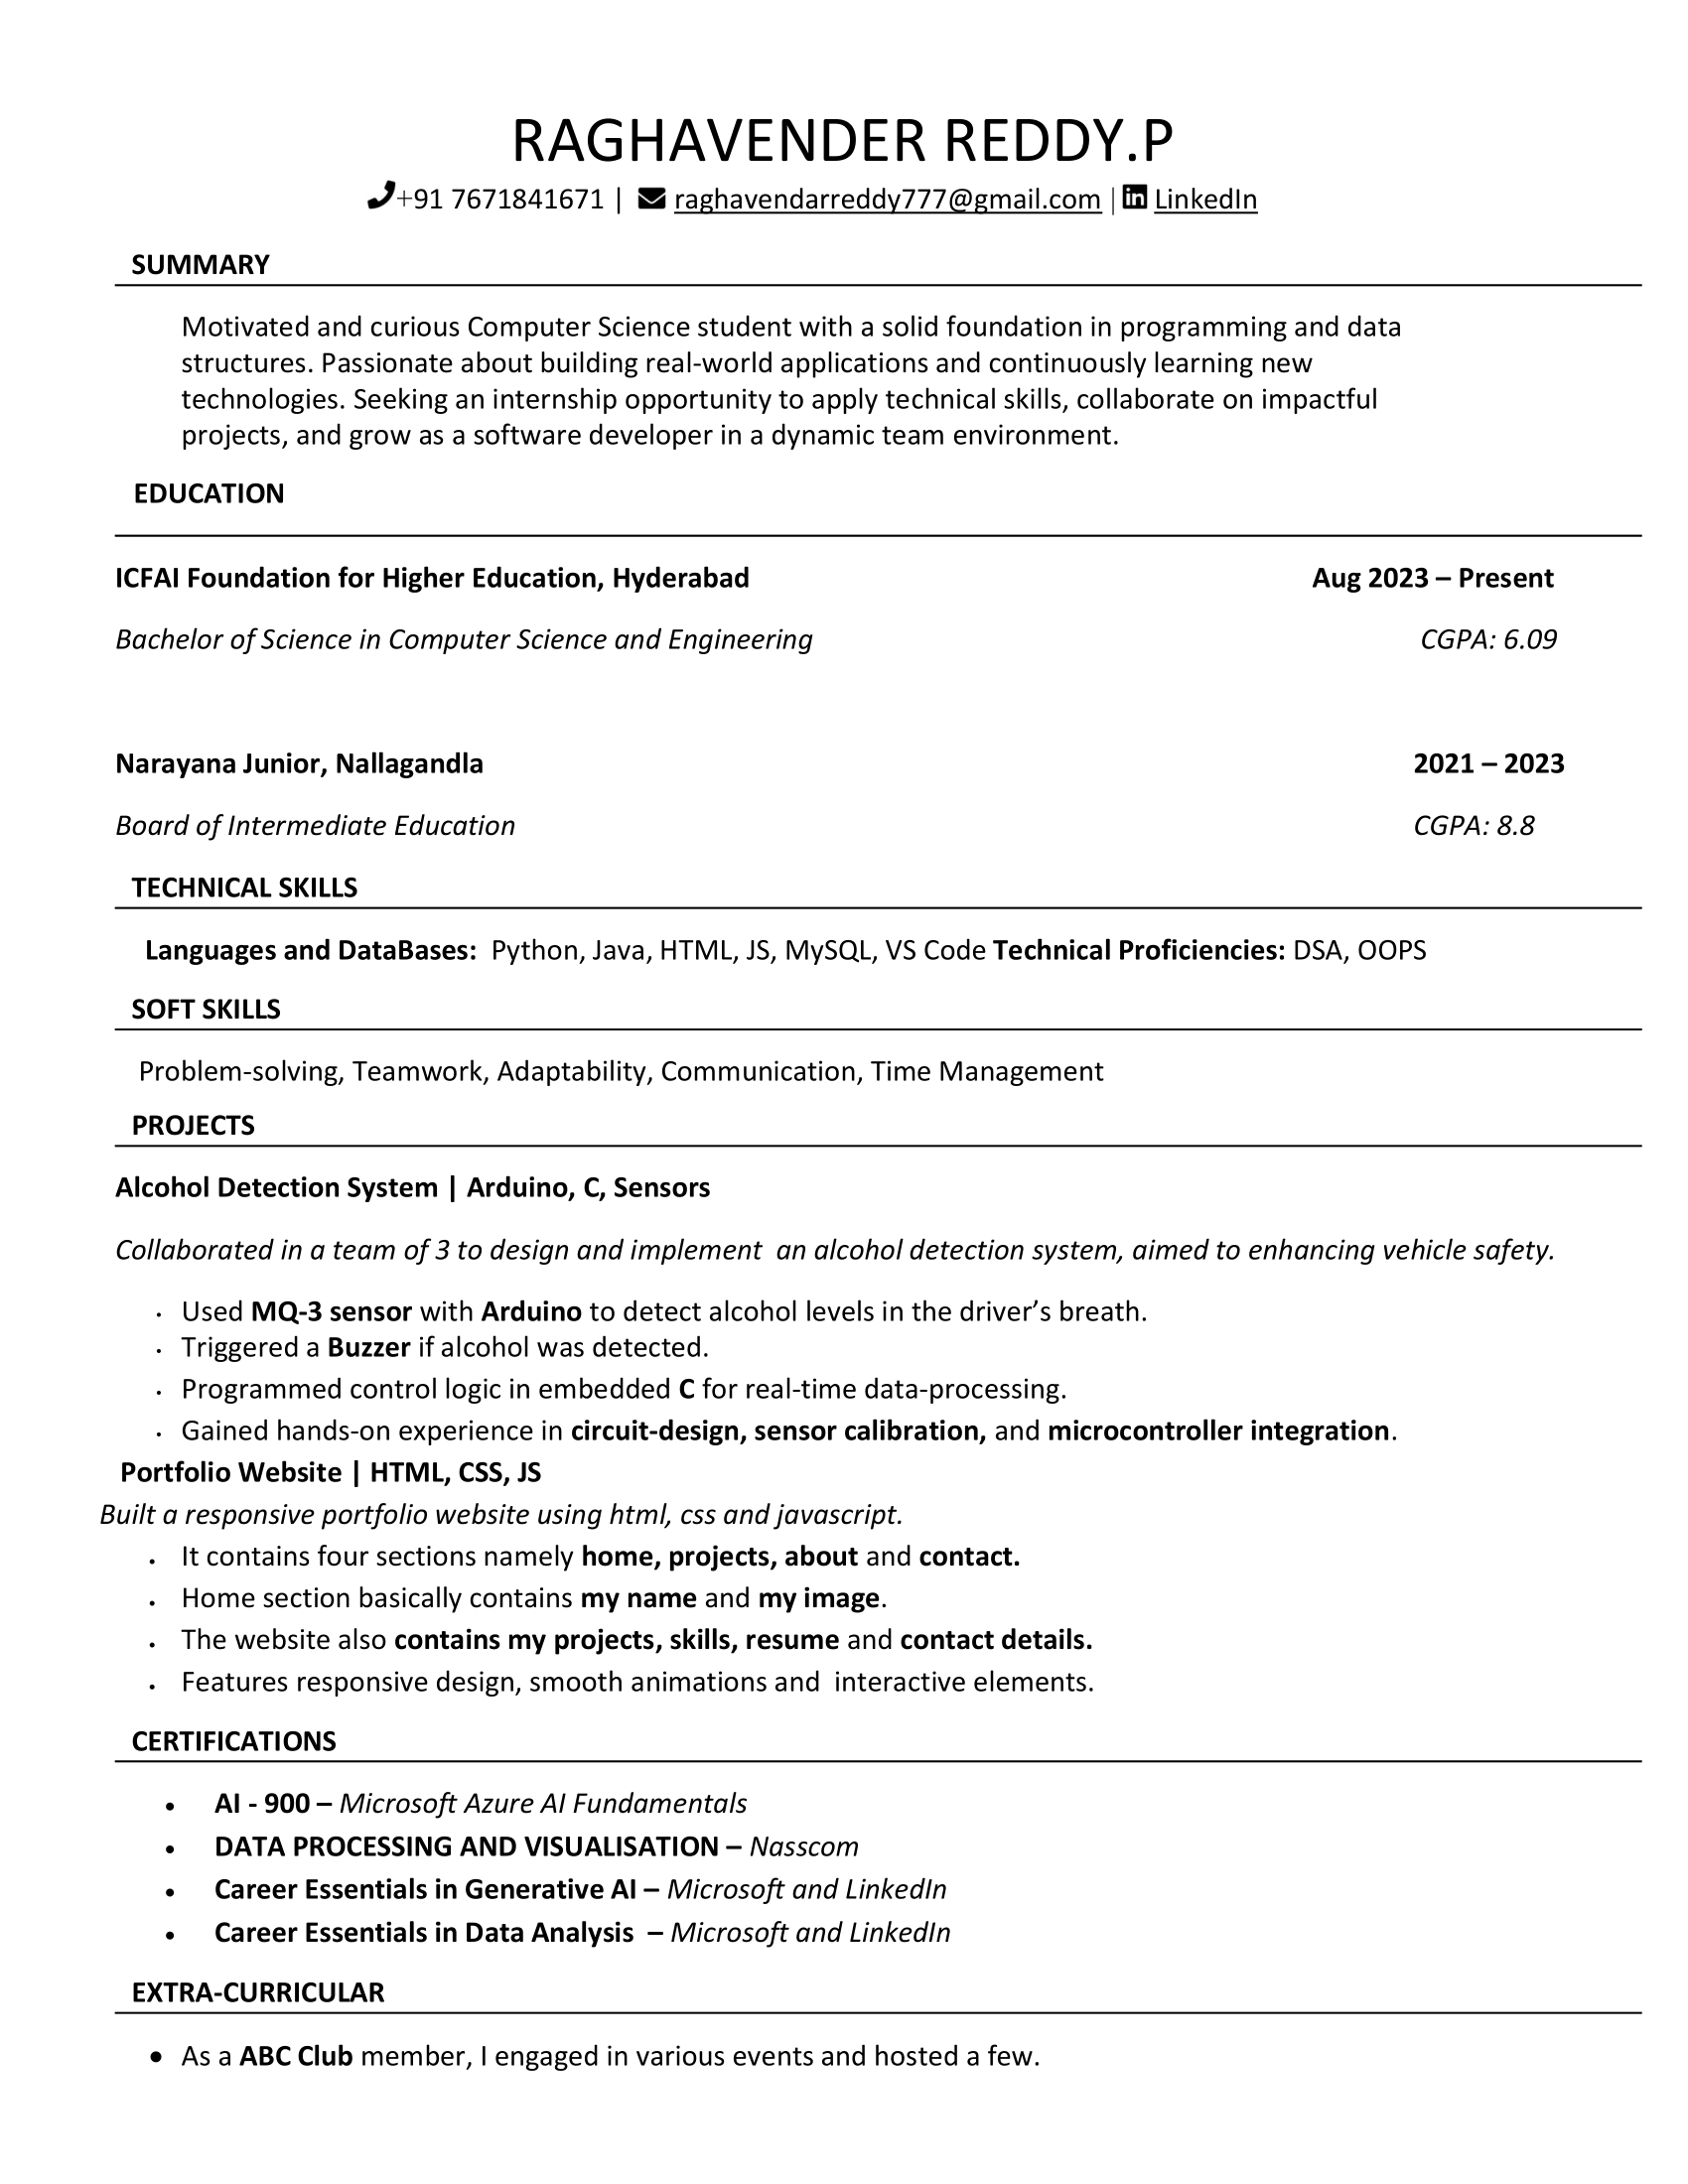 RAGHAVENDER REDDY.P
+91 7671841671 | raghavendarreddy777@gmail.com | LinkedIn
SUMMARY
Motivated and curious Computer Science student with a solid foundation in programming and data
structures. Passionate about building real-world applications and continuously learning new
technologies. Seeking an internship opportunity to apply technical skills, collaborate on impactful
projects, and grow as a software developer in a dynamic team environment.
EDUCATION
ICFAI Foundation for Higher Education, Hyderabad Aug 2023 – Present
Bachelor of Science in Computer Science and Engineering CGPA: 6.09
Narayana Junior, Nallagandla 2021 – 2023
Board of Intermediate Education CGPA: 8.8
TECHNICAL SKILLS
Languages and DataBases: Python, Java, HTML, JS, MySQL, VS Code Technical Proficiencies: DSA, OOPS
SOFT SKILLS
Problem-solving, Teamwork, Adaptability, Communication, Time Management
PROJECTS
Alcohol Detection System | Arduino, C, Sensors
Collaborated in a team of 3 to design and implement an alcohol detection system, aimed to enhancing vehicle safety.
• Used MQ-3 sensor with Arduino to detect alcohol levels in the driver’s breath.
• Triggered a Buzzer if alcohol was detected.
• Programmed control logic in embedded C for real-time data-processing.
• Gained hands-on experience in circuit-design, sensor calibration, and microcontroller integration.
Portfolio Website | HTML, CSS, JS
Built a responsive portfolio website using html, css and javascript.
• It contains four sections namely home, projects, about and contact.
• Home section basically contains my name and my image.
• The website also contains my projects, skills, resume and contact details.
• Features responsive design, smooth animations and interactive elements.
CERTIFICATIONS
• AI - 900 – Microsoft Azure AI Fundamentals
• DATA PROCESSING AND VISUALISATION – Nasscom
• Career Essentials in Generative AI – Microsoft and LinkedIn
• Career Essentials in Data Analysis – Microsoft and LinkedIn
EXTRA-CURRICULAR
• As a ABC Club member, I engaged in various events and hosted a few.